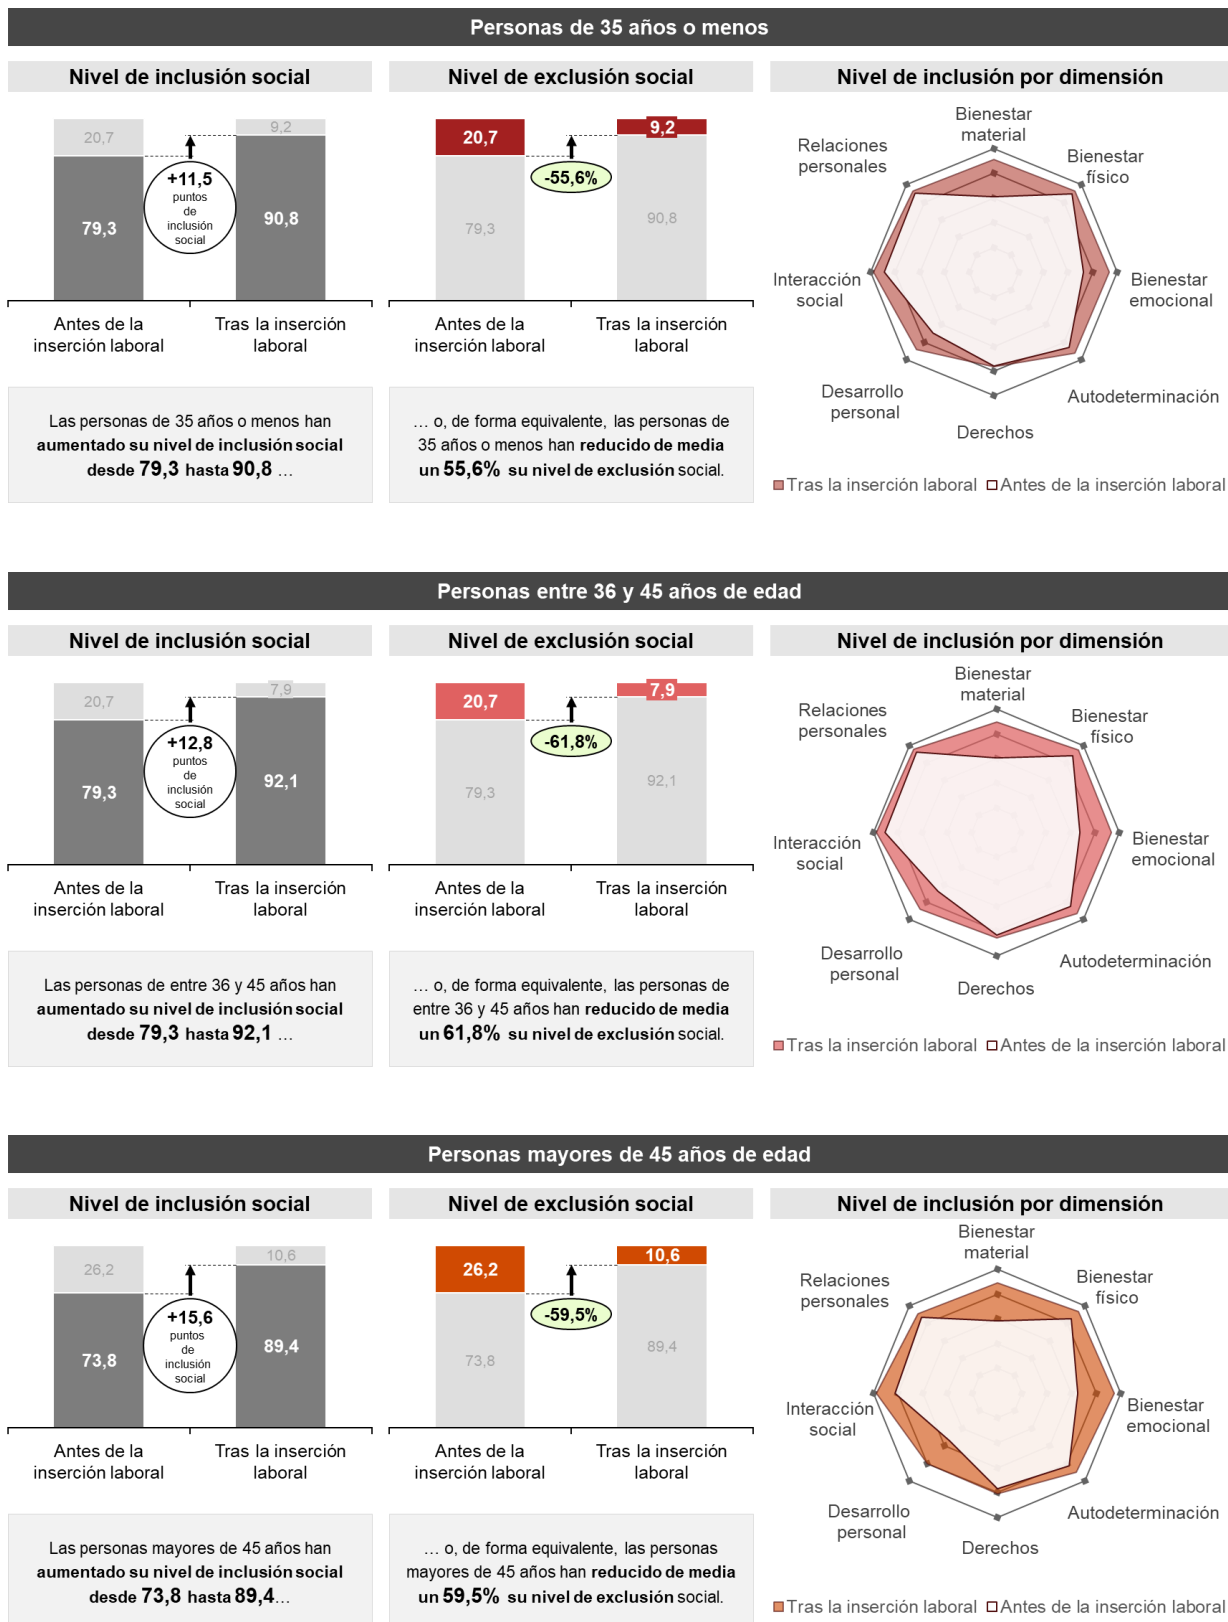 Personas de 35 años o menos
Nivel de inclusión social
20,7
9,2
+11,5
puntos
de
inclusión
social
79,3
90,8
Antes de la
inserción laboral
Tras la inserción
laboral
Las personas de 35 años o menos han
aumentado su nivel de inclusión social
desde 79,3 hasta 90,8 …
Nivel de exclusión social
20,7
9,2
-55,6%
79,3
90,8
Antes de la
inserción laboral
Tras la inserción
laboral
… o, de forma equivalente, las personas de
35 años o menos han reducido de media
un 55,6% su nivel de exclusión social.
Nivel de inclusión por dimensión
Bienestar
material
Bienestar
físico
Bienestar
emocional
Autodeterminación
Derechos
Desarrollo
personal
Interacción
social
Relaciones
personales
Tras la inserción laboral
Antes de la inserción laboral
Personas entre 36 y 45 años de edad
Nivel de inclusión social
20,7
7,9
+12,8
puntos
de
inclusión
social
79,3
92,1
Antes de la
inserción laboral
Tras la inserción
laboral
Las personas de entre 36 y 45 años han
aumentado su nivel de inclusión social
desde 79,3 hasta 92,1 …
Nivel de exclusión social
20,7
7,9
-61,8%
79,3
92,1
Antes de la
inserción laboral
Tras la inserción
laboral
… o, de forma equivalente, las personas de
entre 36 y 45 años han reducido de media
un 61,8% su nivel de exclusión social.
Nivel de inclusión por dimensión
Bienestar
material
Bienestar
físico
Bienestar
emocional
Autodeterminación
Derechos
Desarrollo
personal
Interacción
social
Relaciones
personales
Tras la inserción laboral
Antes de la inserción laboral
Personas mayores de 45 años de edad
Nivel de inclusión social
26,2
10,6
+15,6
puntos
de
inclusión
social
73,8
89,4
Antes de la
inserción laboral
Tras la inserción
laboral
Las personas mayores de 45 años han
aumentado su nivel de inclusión social
desde 73,8 hasta 89,4…
Nivel de exclusión social
26,2
10,6
-59,5%
73,8
89,4
Antes de la
inserción laboral
Tras la inserción
laboral
… o, de forma equivalente, las personas
mayores de 45 años han reducido de media
un 59,5% su nivel de exclusión social.
Nivel de inclusión por dimensión
Bienestar
material
Bienestar
físico
Bienestar
emocional
Autodeterminación
Derechos
Desarrollo
personal
Interacción
social
Relaciones
personales
Tras la inserción laboral
Antes de la inserción laboral